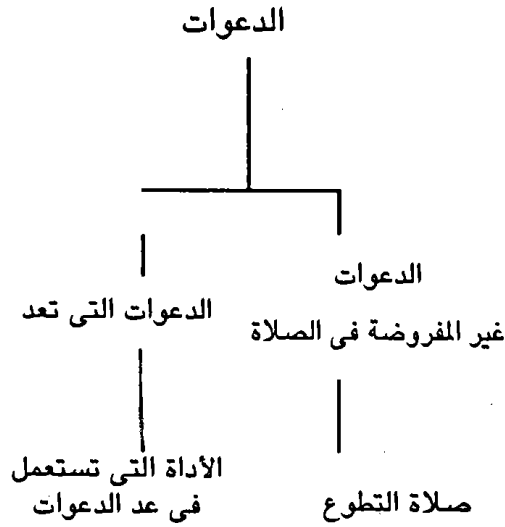 الدعوات
الدعوات
غير المفروضة فى الصلاة
الدعوات التى تعد
صلاة التطوع
الأداة التى تستعمل
فى عد الدعوات